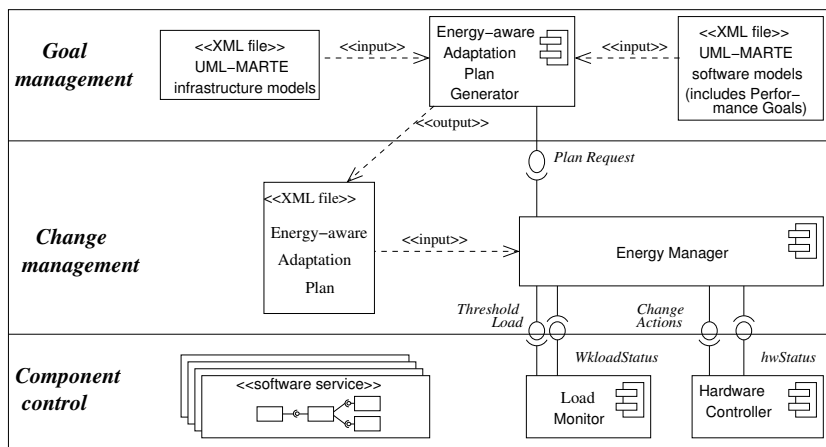 Goal
management
<<XML file>>
UML−MARTE
infrastructure models
<<input>>
Energy−aware
Adaptation
Plan
Generator
<<input>>
<<XML file>>
UML−MARTE
software models
(includes Perfor−
mance Goals)
<<output>>
Plan Request
Change
management
<<XML file>>
Energy−aware
Adaptation
Plan
<<input>>
Energy Manager
Threshold
Load
Change
Actions
WkloadStatus
hwStatus
Component
control
<<software service>>
Load
Monitor
Hardware
Controller